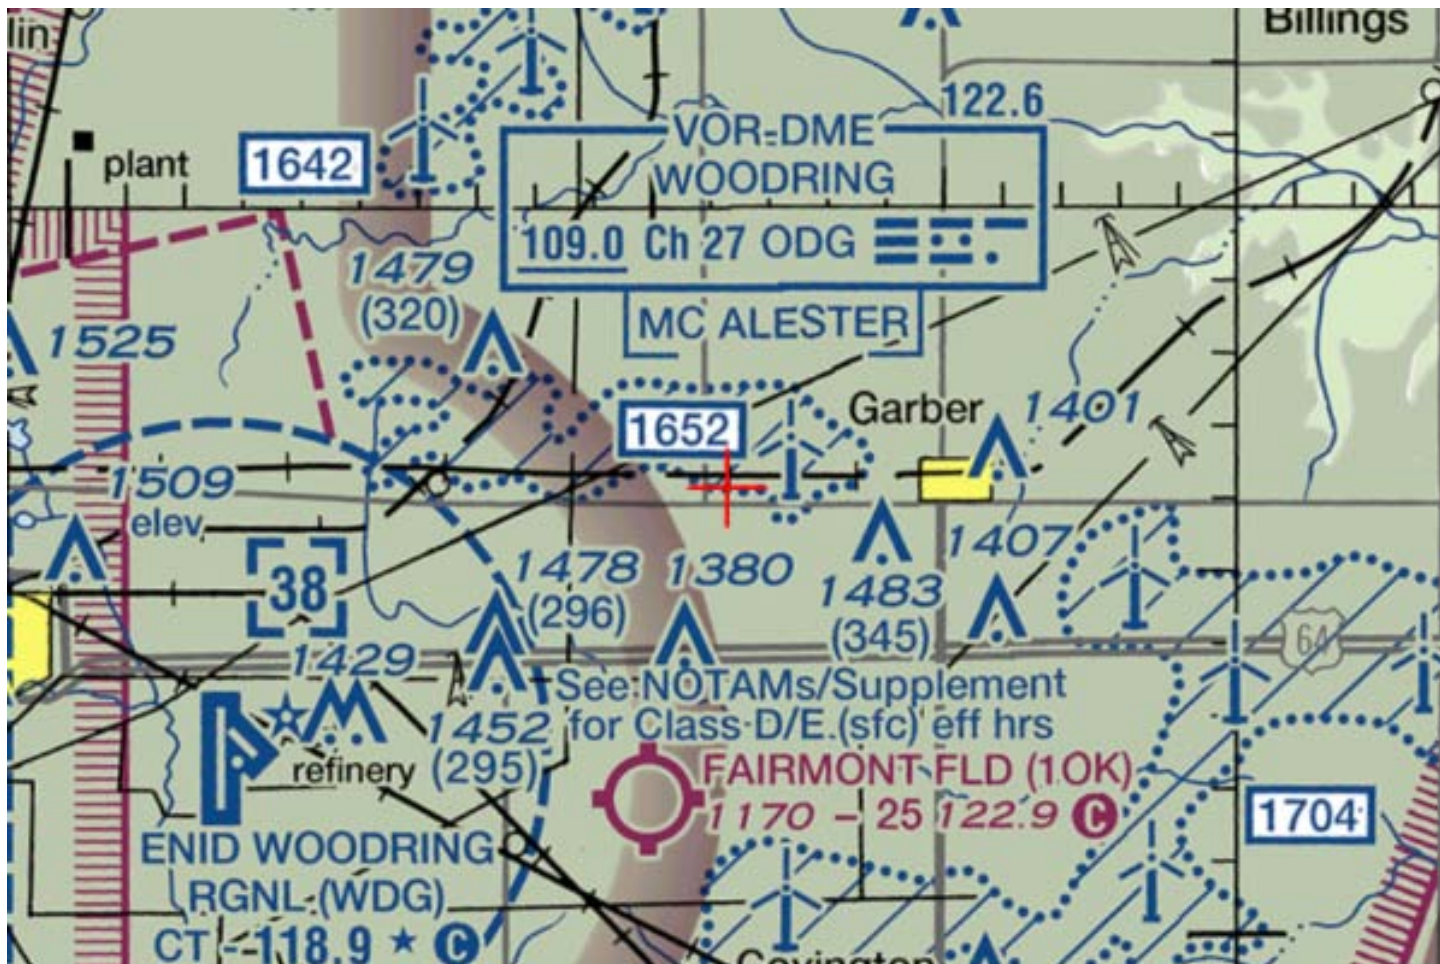 lin
Billings
122.6
plant
1642
VOR-DME
WOODRING
109.0 Ch 27 ODG
MC ALESTER
1479
(320)
1525
1652
Garber
1401
1509
elev
38
1478
(296)
1380
1483
(345)
1407
64
1429
1452
(295)
refinery
See NOTAMs/Supplement
for Class D/E (sfc) eff hrs
FAIRMONT FLD (1OK)
1170 - 25 122.9 C
1704
ENID WOODRING
RGNL (WDG)
CT - 118.9 ★ C
Covington